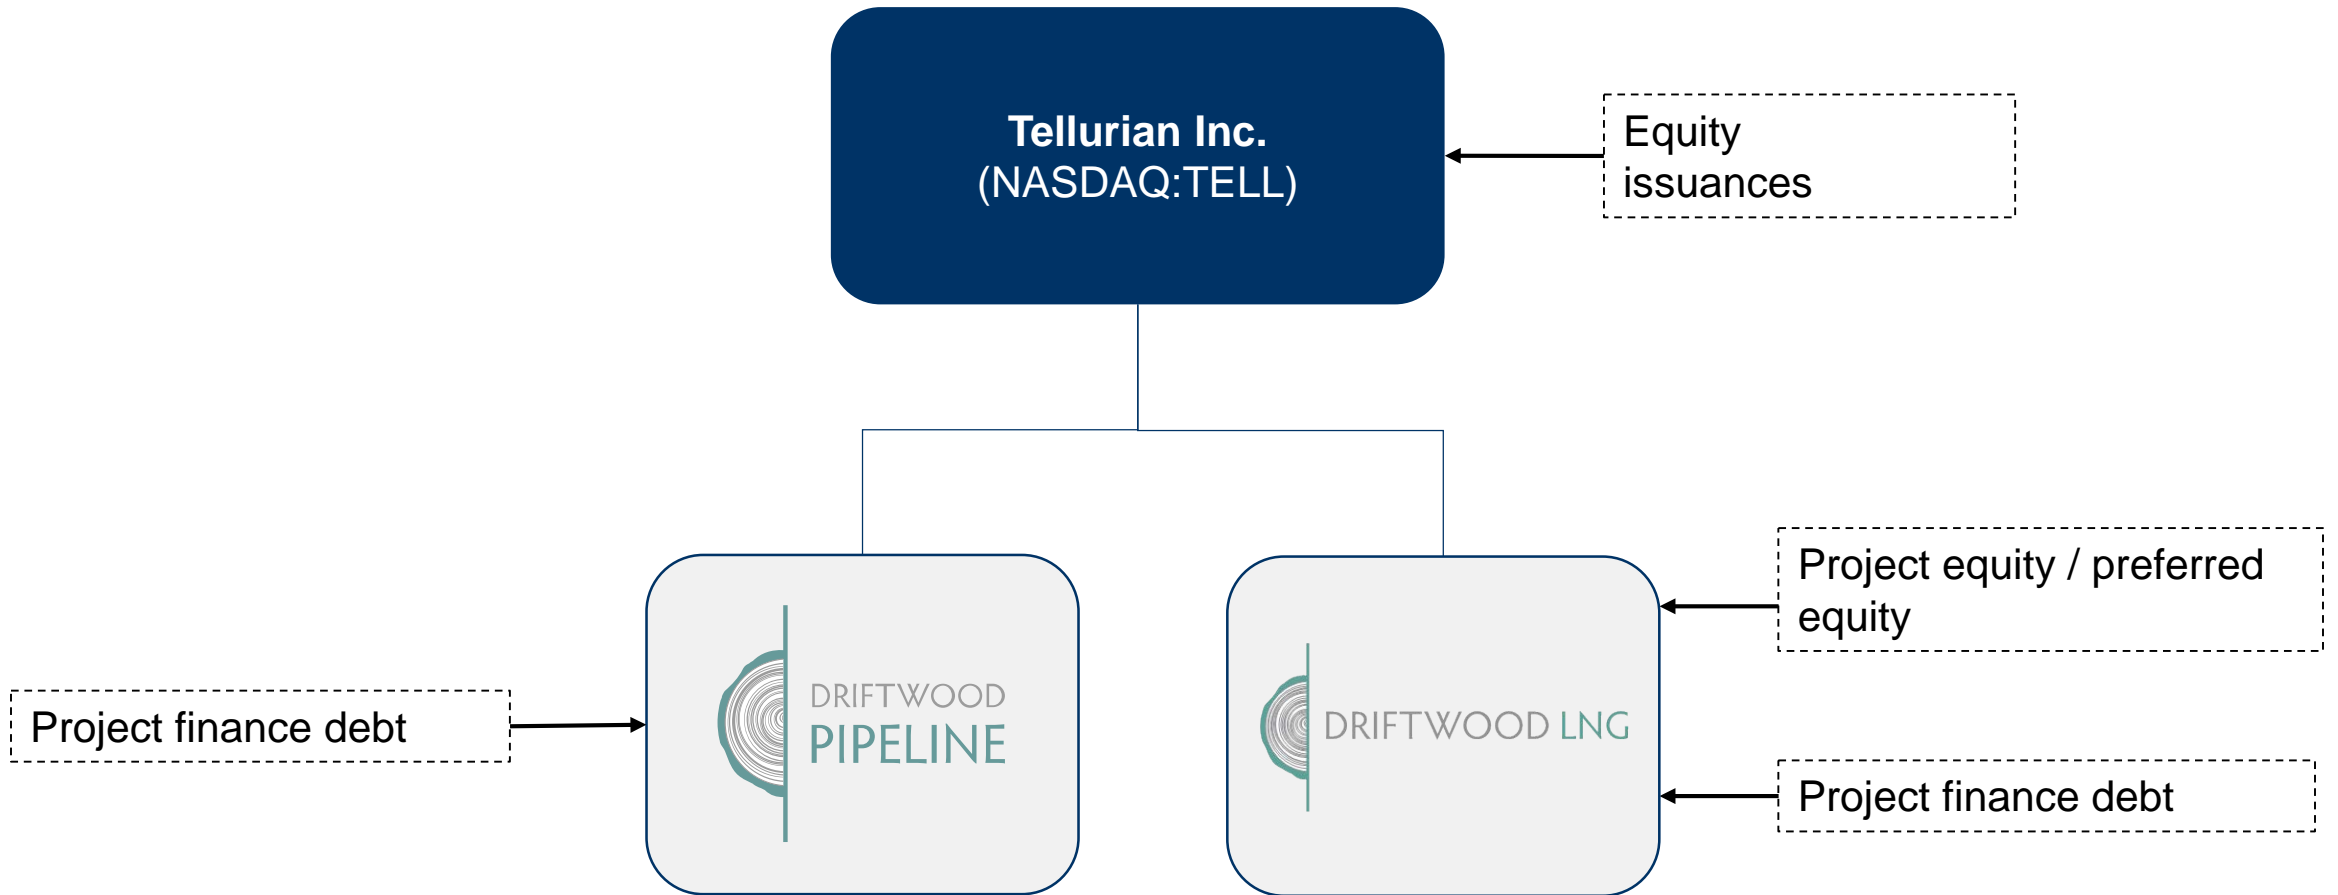 Tellurian Inc.
(NASDAQ:TELL)
Equity
issuances
Project equity / preferred
equity
DRIFTWOOD
PIPELINE
DRIFTWOOD LNG
Project finance debt
Project finance debt